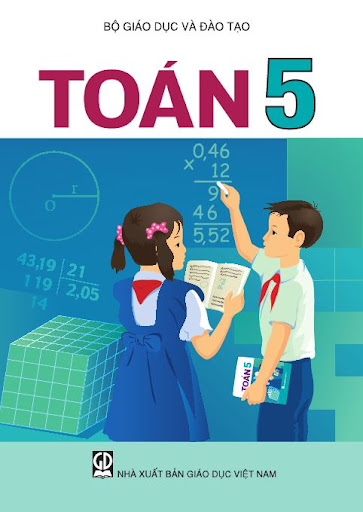 BỘ GIÁO DỤC VÀ ĐÀO TẠO
TOÁN 5
0,46
×
12
9
46
5,52
r
O
43,19 21
1 19 2,05
14
TOÁN 5
GD
NHÀ XUẤT BẢN GIÁO DỤC VIỆT NAM